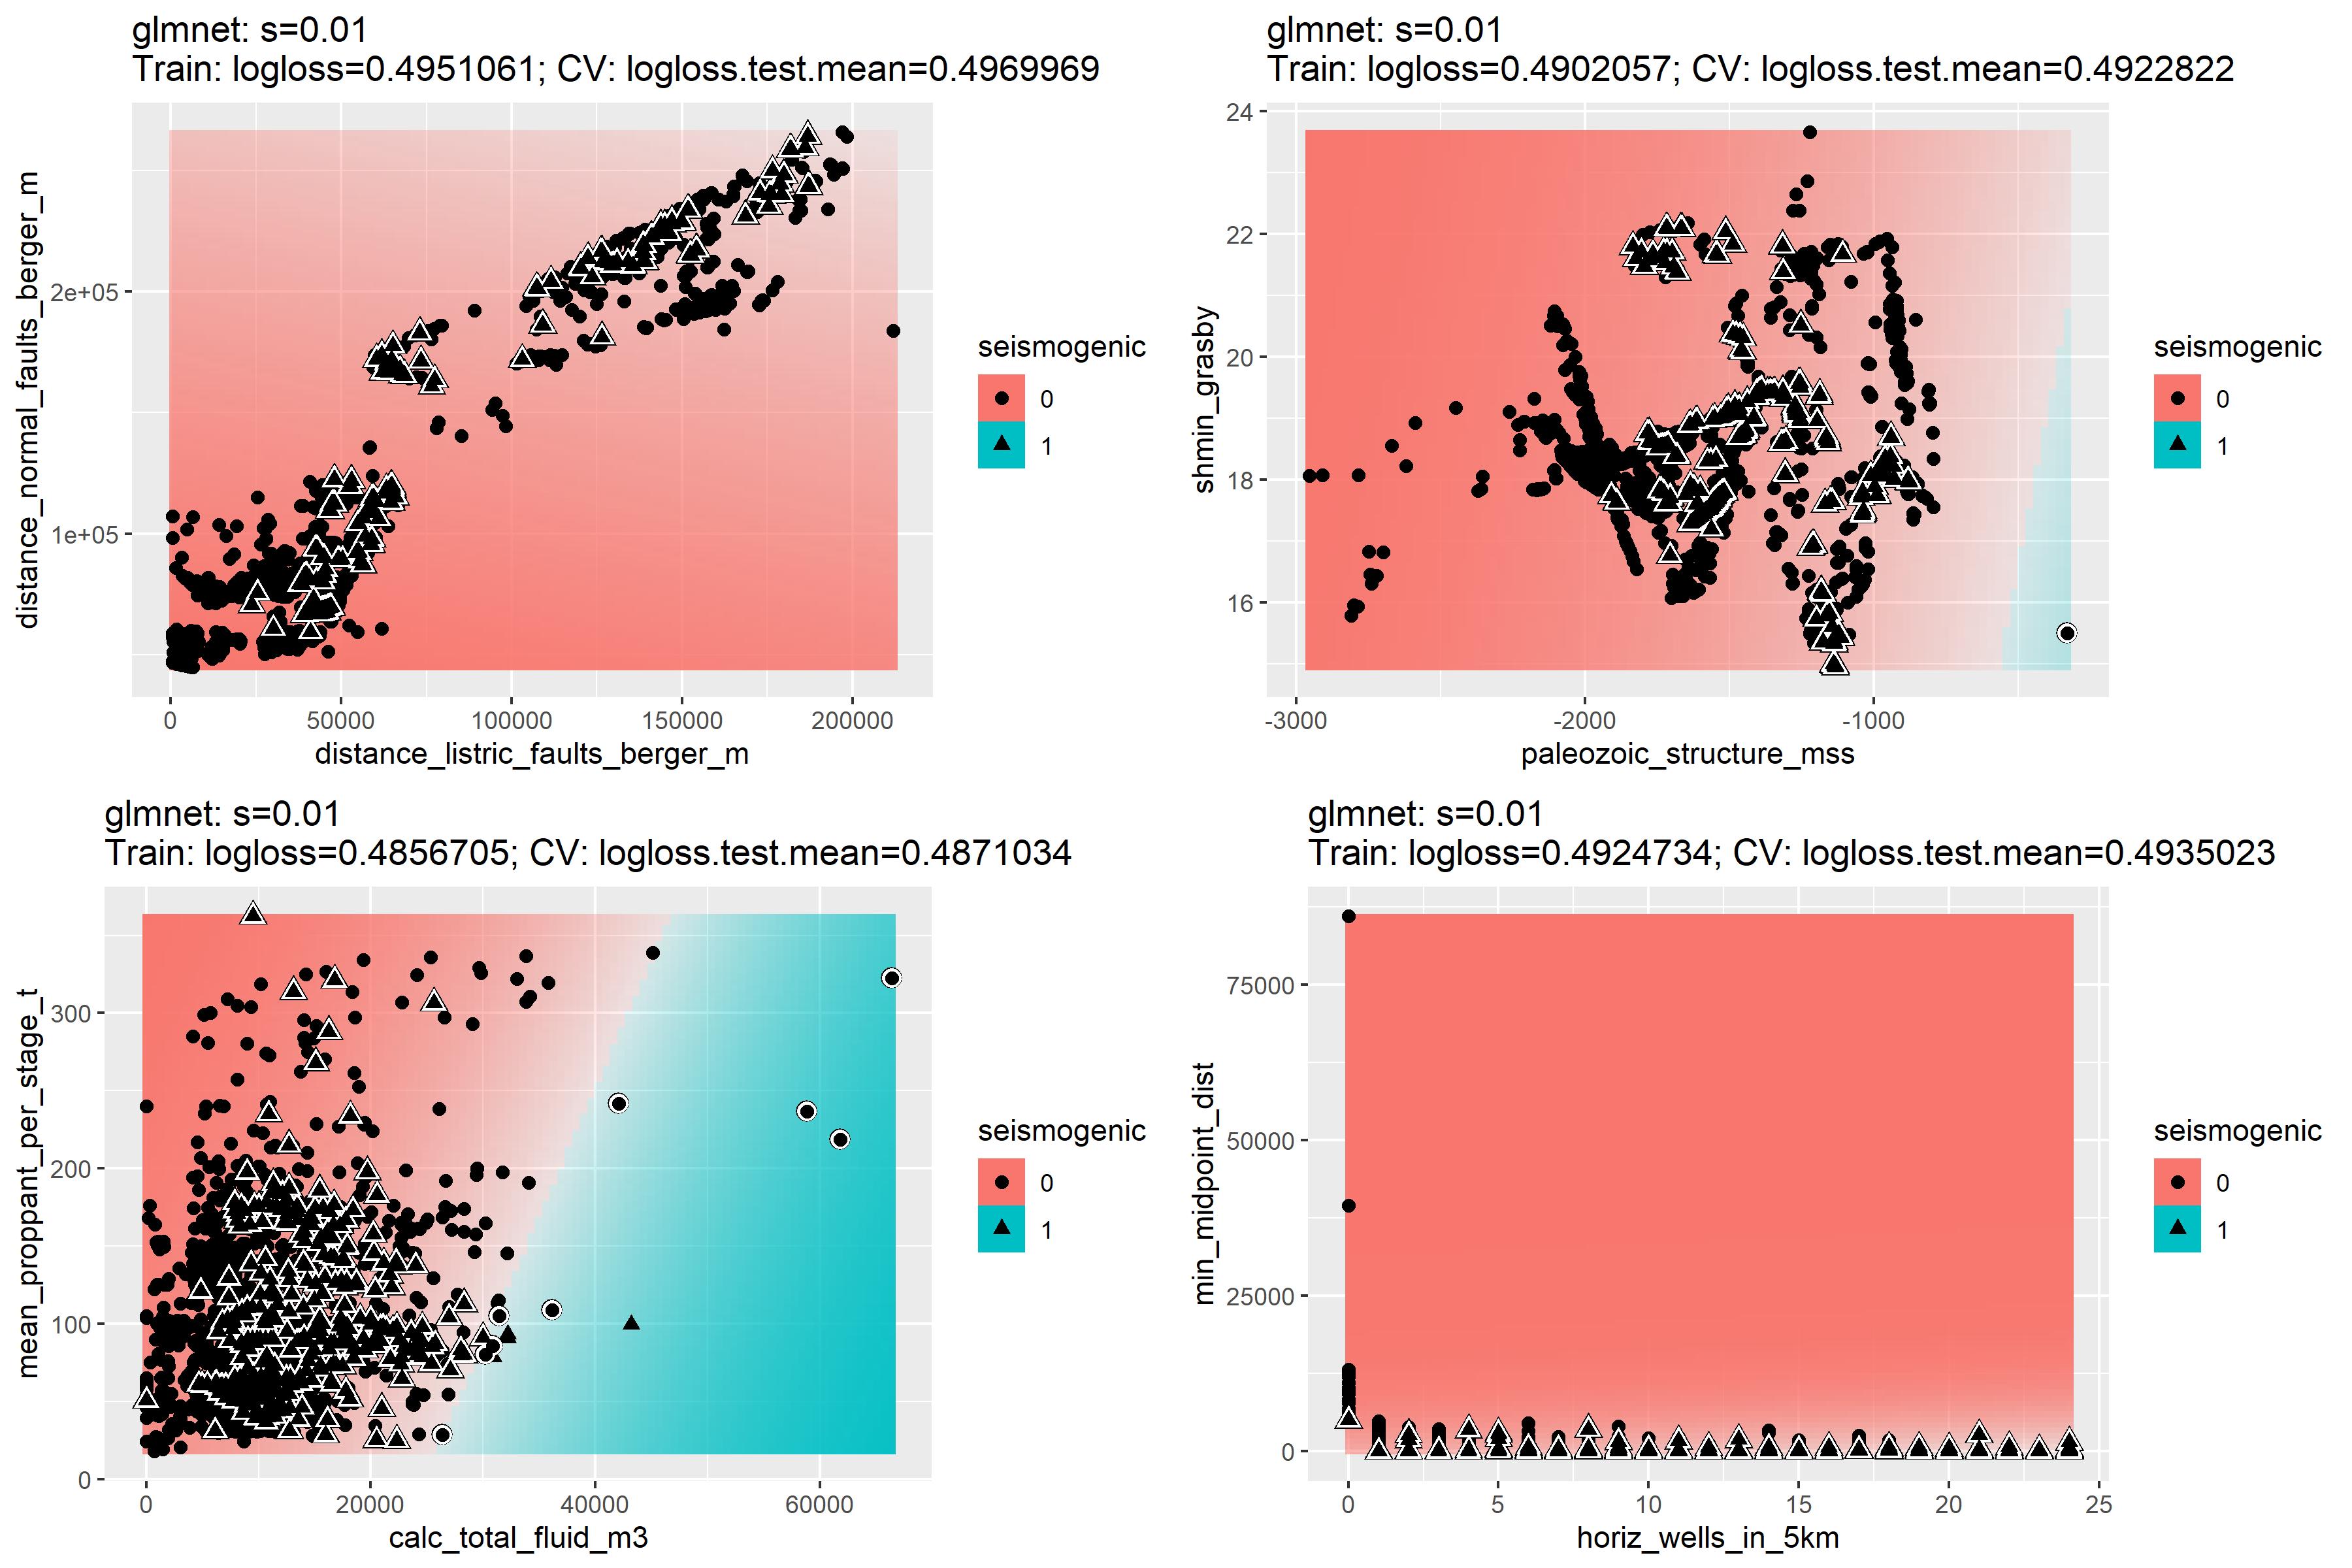 glmnet: s=0.01
Train: logloss=0.4951061; CV: logloss.test.mean=0.4969969
distance_normal_faults_berger_m
2e+05
1e+05
0
50000
100000
150000
200000
distance_listric_faults_berger_m
seismogenic
0
1
glmnet: s=0.01
Train: logloss=0.4902057; CV: logloss.test.mean=0.4922822
shmin_grasby
24
22
20
18
16
-3000
-2000
-1000
paleozoic_structure_mss
seismogenic
0
1
glmnet: s=0.01
Train: logloss=0.4856705; CV: logloss.test.mean=0.4871034
mean_proppant_per_stage_t
300
200
100
0
0
20000
40000
60000
calc_total_fluid_m3
seismogenic
0
1
glmnet: s=0.01
Train: logloss=0.4924734; CV: logloss.test.mean=0.4935023
min_midpoint_dist
75000
50000
25000
0
0
5
10
15
20
25
horiz_wells_in_5km
seismogenic
0
1